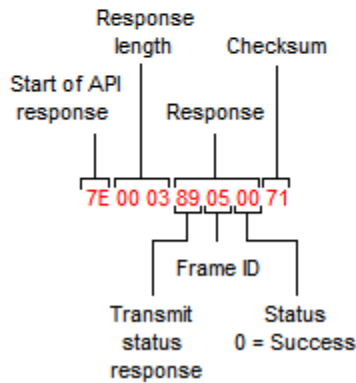 Response
length
Checksum
Start of API
response
Response
7E 00 03 89 05 00 71
Frame ID
Transmit
status
response
Status
0 = Success